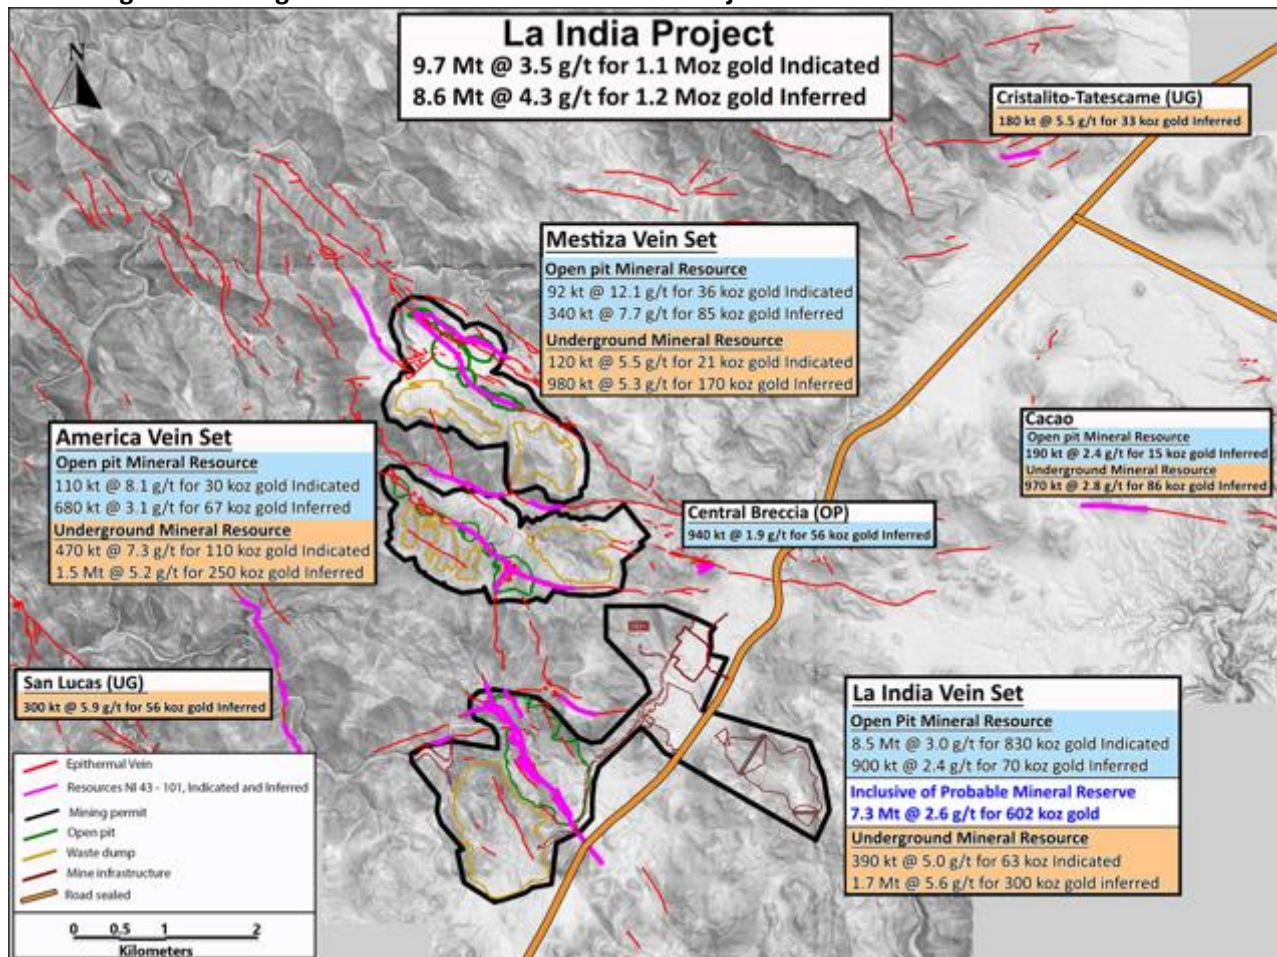 La India Project
9.7 Mt @ 3.5 g/t for 1.1 Moz gold Indicated
8.6 Mt @ 4.3 g/t for 1.2 Moz gold Inferred
N
Cristalito-Tatescame (UG)
180 kt @ 5.5 g/t for 33 koz gold Inferred
Mestiza Vein Set
Open pit Mineral Resource
92 kt @ 12.1 g/t for 36 koz gold Indicated
340 kt @ 7.7 g/t for 85 koz gold Inferred
Underground Mineral Resource
120 kt @ 5.5 g/t for 21 koz gold Indicated
980 kt @ 5.3 g/t for 170 koz gold Inferred
America Vein Set
Open pit Mineral Resource
110 kt @ 8.1 g/t for 30 koz gold Indicated
680 kt @ 3.1 g/t for 67 koz gold Inferred
Underground Mineral Resource
470 kt @ 7.3 g/t for 110 koz gold Indicated
1.5 Mt @ 5.2 g/t for 250 koz gold Inferred
Cacao
Open pit Mineral Resource
190 kt @ 2.4 g/t for 15 koz gold Inferred
Underground Mineral Resource
970 kt @ 2.8 g/t for 86 koz gold Inferred
Central Breccia (OP)
940 kt @ 1.9 g/t for 56 koz gold Inferred
San Lucas (UG)
300 kt @ 5.9 g/t for 56 koz gold Inferred
La India Vein Set
Open Pit Mineral Resource
8.5 Mt @ 3.0 g/t for 830 koz gold Indicated
900 kt @ 2.4 g/t for 70 koz gold Inferred
Inclusive of Probable Mineral Reserve
7.3 Mt @ 2.6 g/t for 602 koz gold
Underground Mineral Resource
390 kt @ 5.0 g/t for 63 koz Indicated
1.7 Mt @ 5.6 g/t for 300 koz gold inferred
Epithermal Vein
Resources NI 43 - 101, Indicated and Inferred
Mining permit
Open pit
Waste dump
Mine infrastructure
Road sealed
0 0.5 1 2
Kilometers